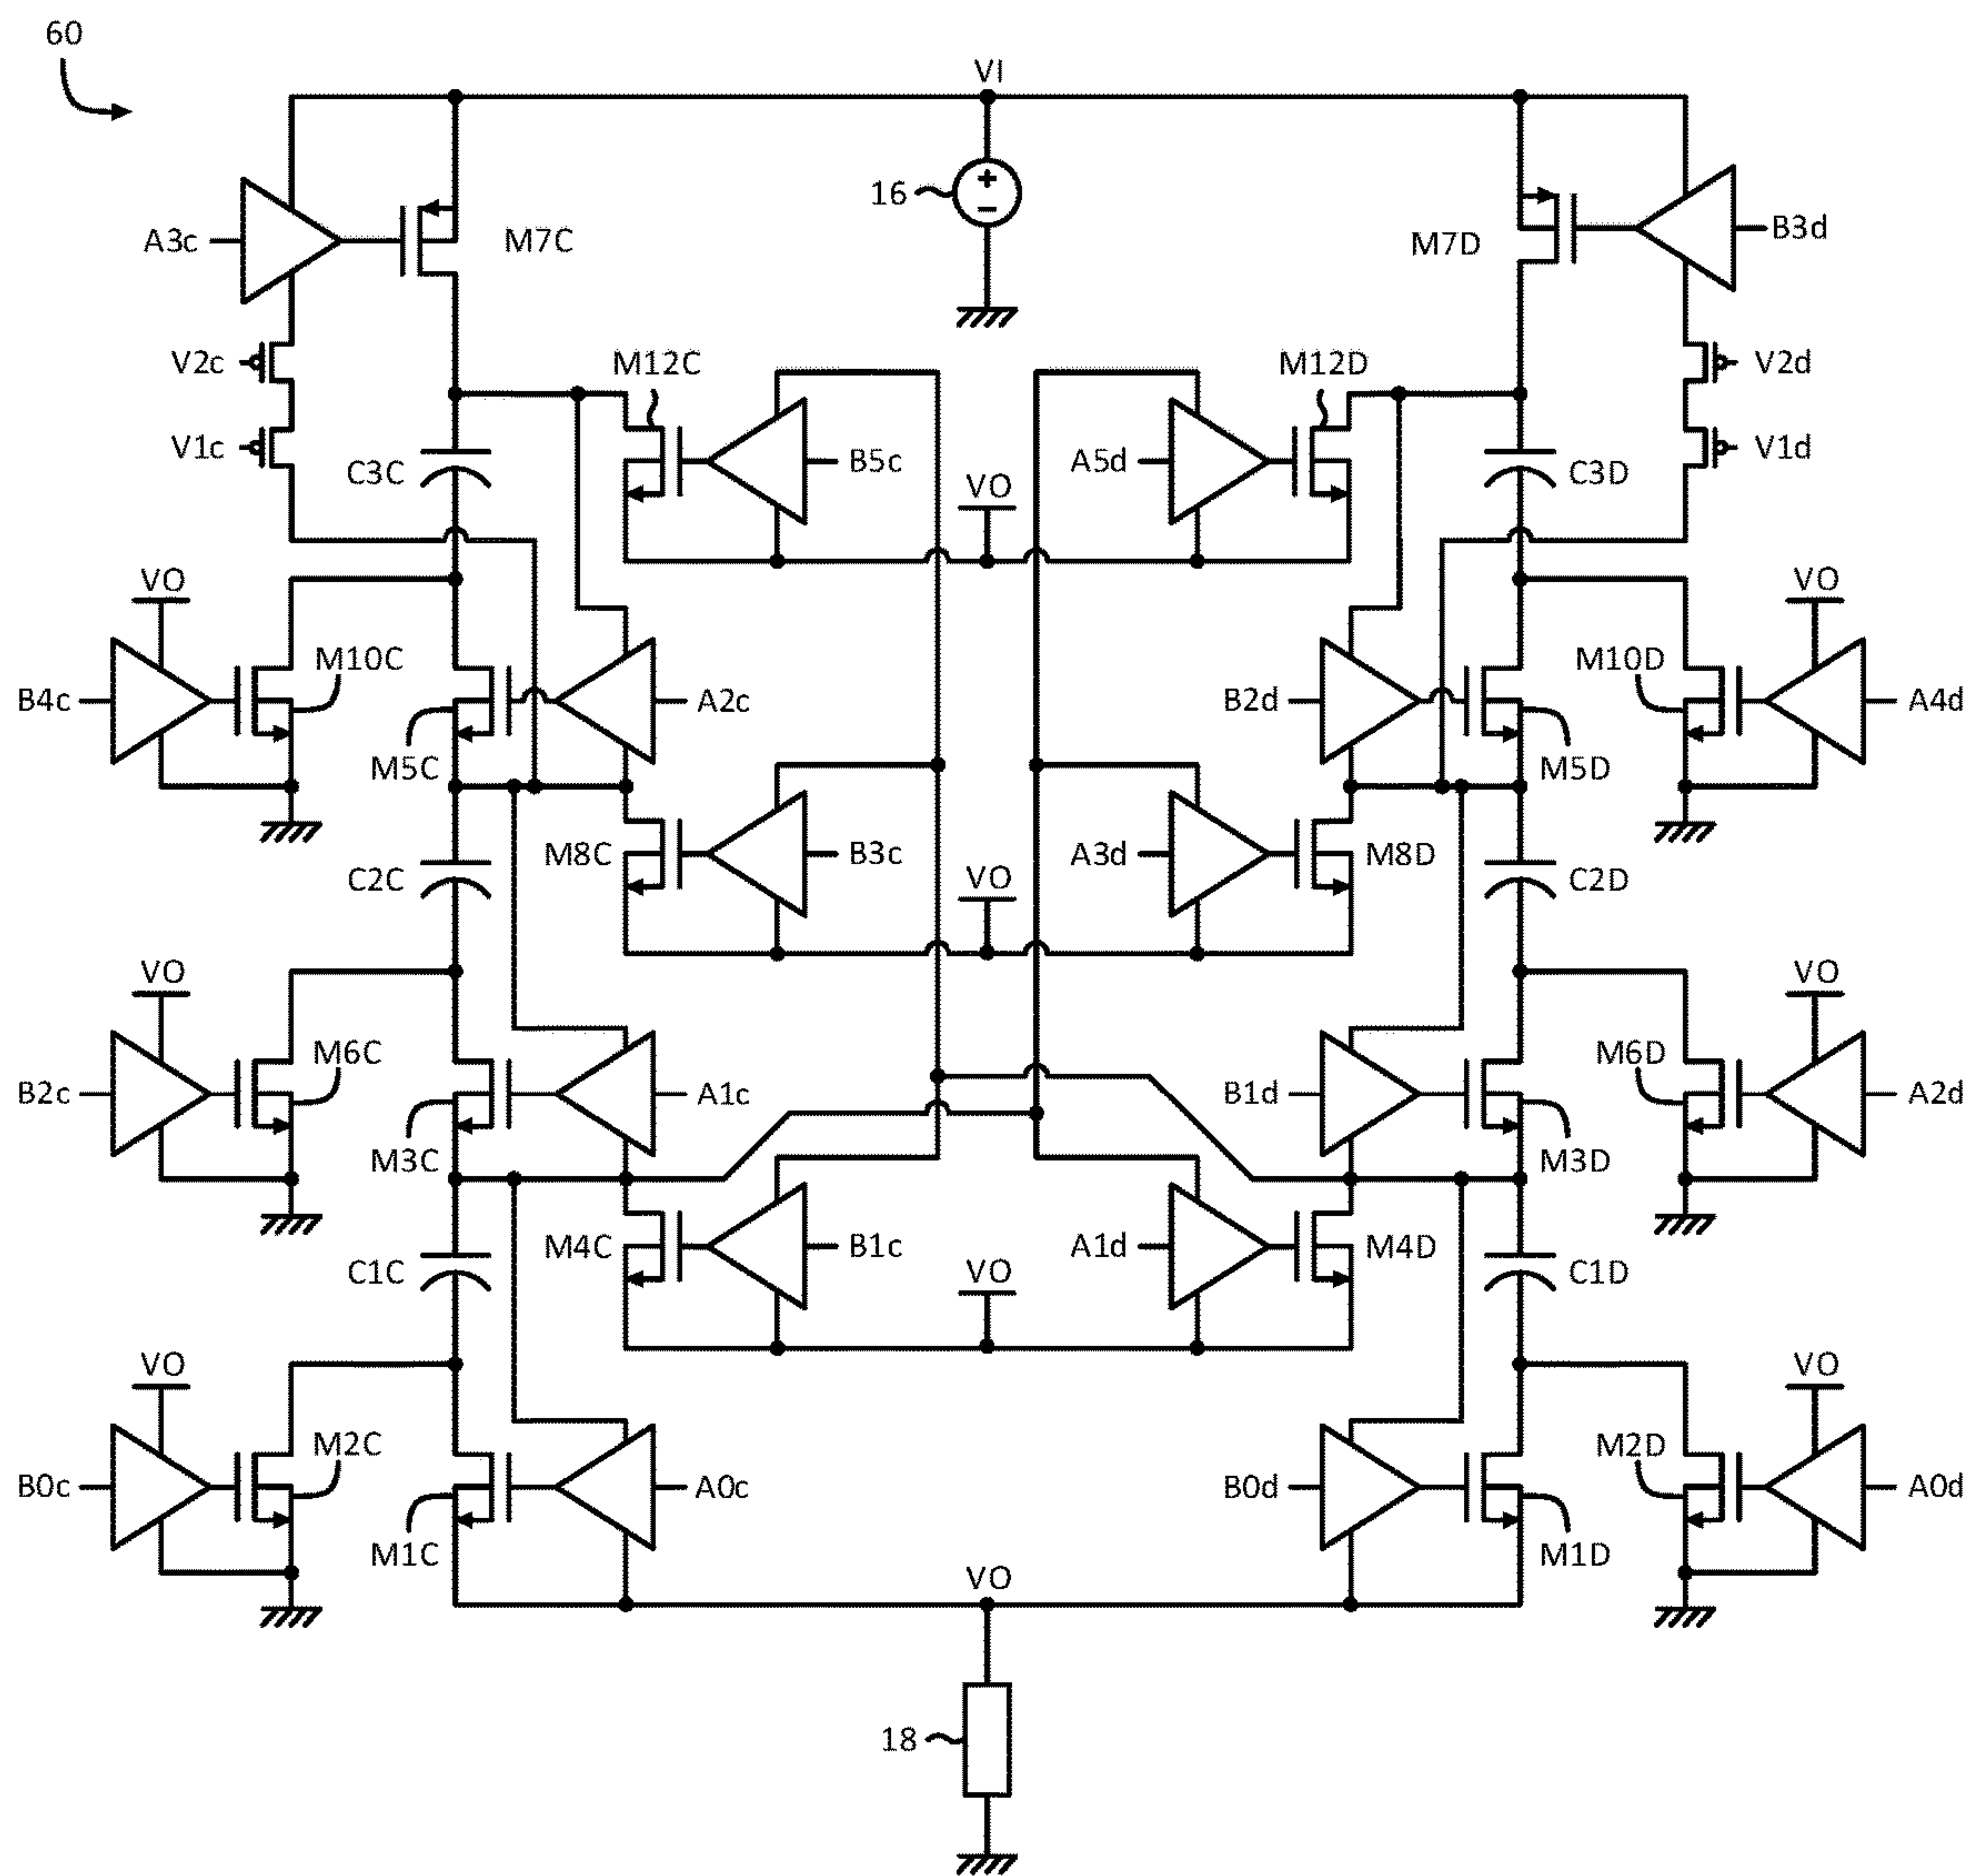 60
VI
16
A3c
M7C
M7D
B3d
V2c
M12C
M12D
V2d
V1c
C3C
B5c
A5d
C3D
V1d
VO
VO
VO
B4c
M10C
M5C
A2c
B2d
M10D
M5D
A4d
M8C
B3c
A3d
M8D
C2C
VO
C2D
VO
VO
B2c
M6C
M3C
A1c
B1d
M6D
M3D
A2d
M4C
B1c
A1d
M4D
C1C
VO
C1D
VO
VO
B0c
M2C
M1C
A0c
B0d
M2D
M1D
A0d
VO
18